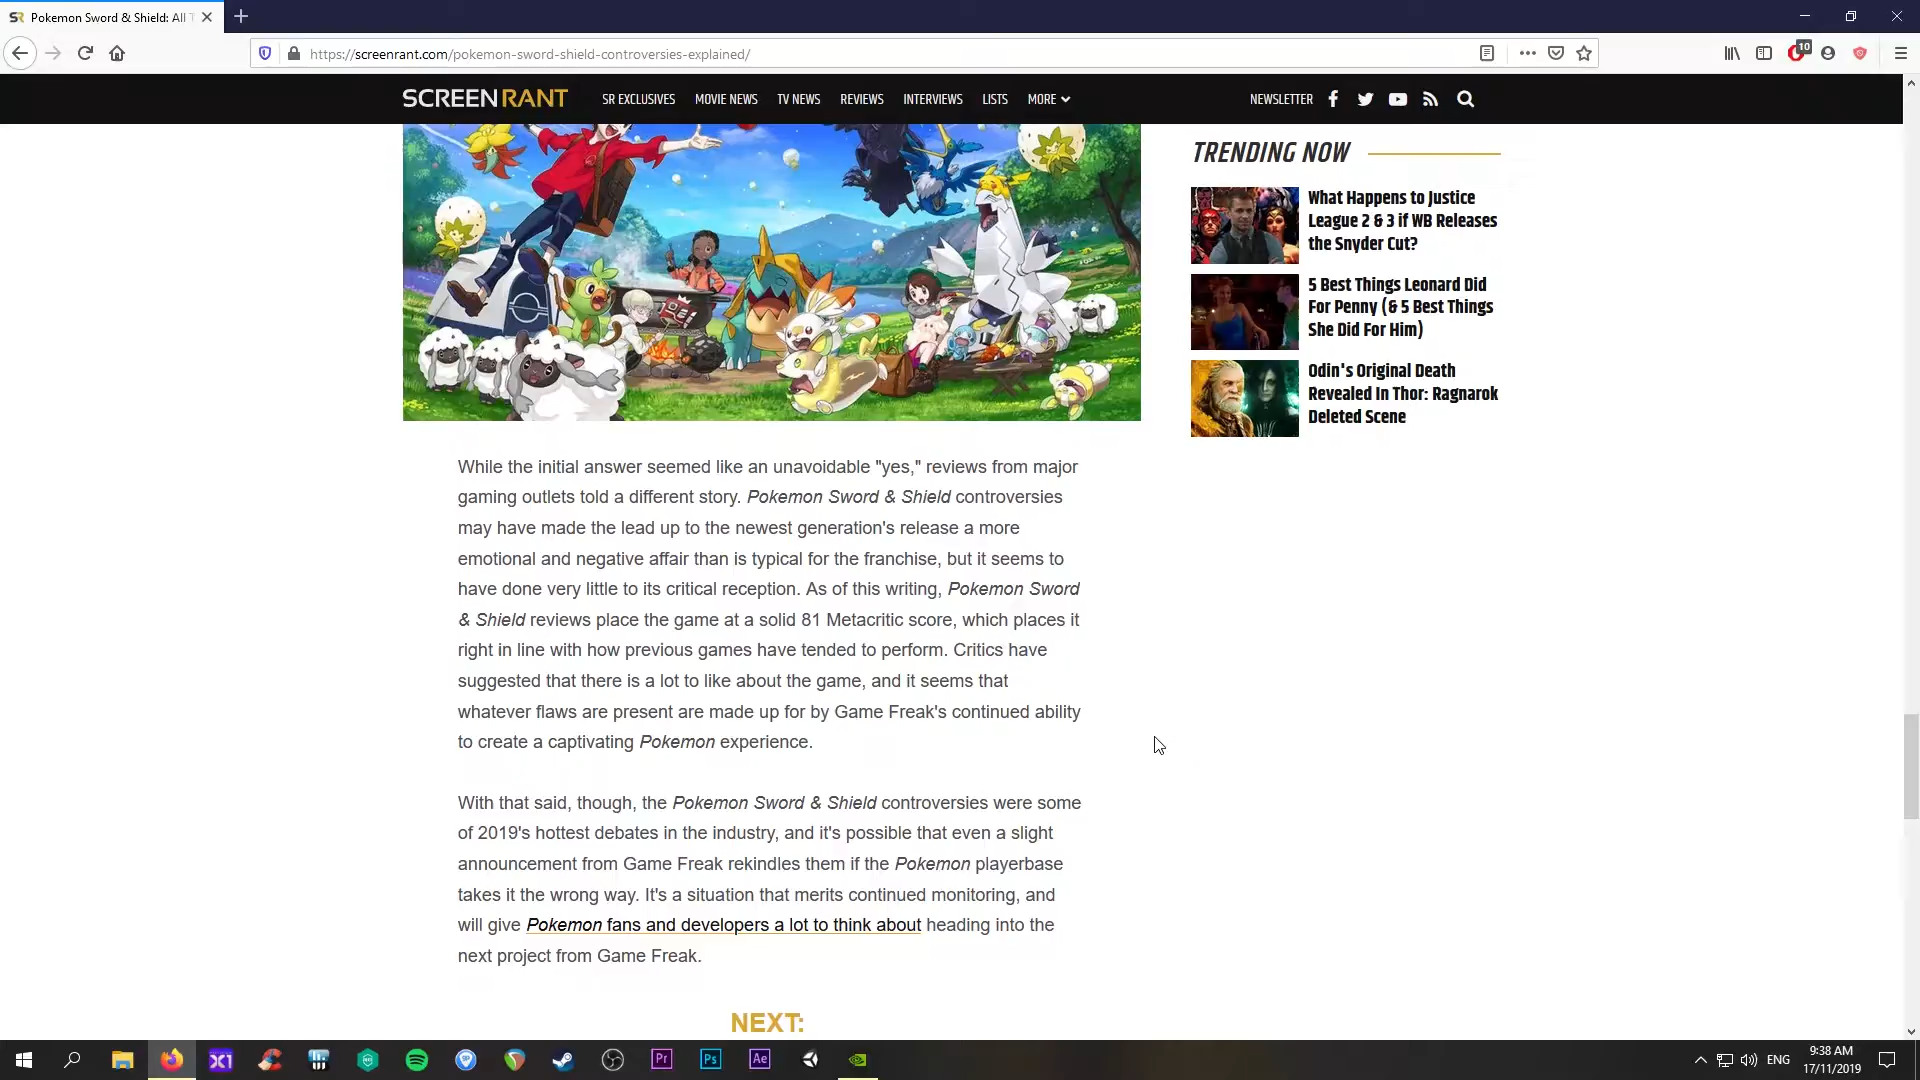 Pokemon Sword & Shield: All T
https://screenrant.com/pokemon-sword-shield-controversies-explained/
10
SCREENRANT
SR EXCLUSIVES
MOVIE NEWS
TV NEWS
REVIEWS
INTERVIEWS
LISTS
MORE
NEWSLETTER
TRENDING NOW
What Happens to Justice
League 2 & 3 if WB Releases
the Snyder Cut?
5 Best Things Leonard Did
For Penny (& 5 Best Things
She Did For Him)
Odin's Original Death
Revealed In Thor: Ragnarok
Deleted Scene
While the initial answer seemed like an unavoidable "yes," reviews from major
gaming outlets told a different story. Pokemon Sword & Shield controversies
may have made the lead up to the newest generation's release a more
emotional and negative affair than is typical for the franchise, but it seems to
have done very little to its critical reception. As of this writing, Pokemon Sword
& Shield reviews place the game at a solid 81 Metacritic score, which places it
right in line with how previous games have tended to perform. Critics have
suggested that there is a lot to like about the game, and it seems that
whatever flaws are present are made up for by Game Freak's continued ability
to create a captivating Pokemon experience.
With that said, though, the Pokemon Sword & Shield controversies were some
of 2019's hottest debates in the industry, and it's possible that even a slight
announcement from Game Freak rekindles them if the Pokemon playerbase
takes it the wrong way. It's a situation that merits continued monitoring, and
will give Pokemon fans and developers a lot to think about heading into the
next project from Game Freak.
NEXT:
Pr
Ps
Ae
ENG
9:38 AM
17/11/2019